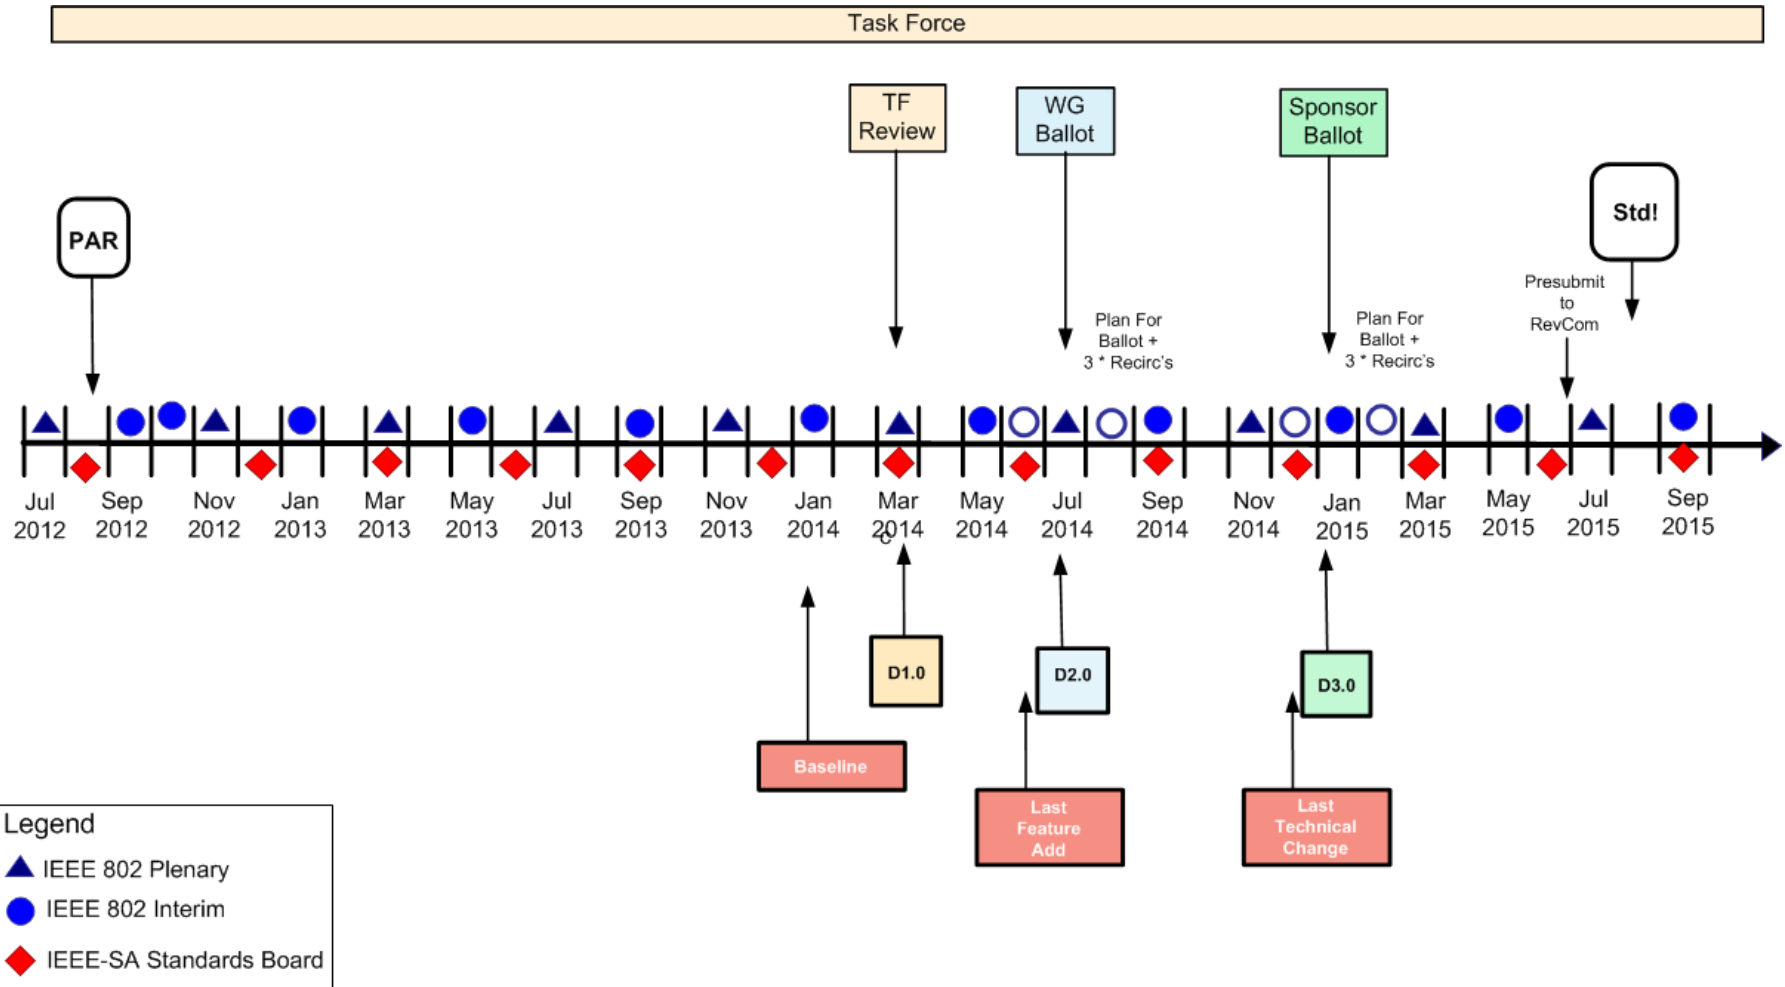 Task Force
TF
Review
WG
Ballot
Sponsor
Ballot
PAR
Std!
Presubmit
to
RevCom
Plan For
Ballot +
3 * Recirc's
Plan For
Ballot +
3 * Recirc's
Jul
2012
Sep
2012
Nov
2012
Jan
2013
Mar
2013
May
2013
Jul
2013
Sep
2013
Nov
2013
Jan
2014
Mar
2014
c
May
2014
Jul
2014
Sep
2014
Nov
2014
Jan
2015
Mar
2015
May
2015
Jul
2015
Sep
2015
D1.0
D2.0
D3.0
Baseline
Last
Feature
Add
Last
Technical
Change
Legend
IEEE 802 Plenary
IEEE 802 Interim
IEEE-SA Standards Board